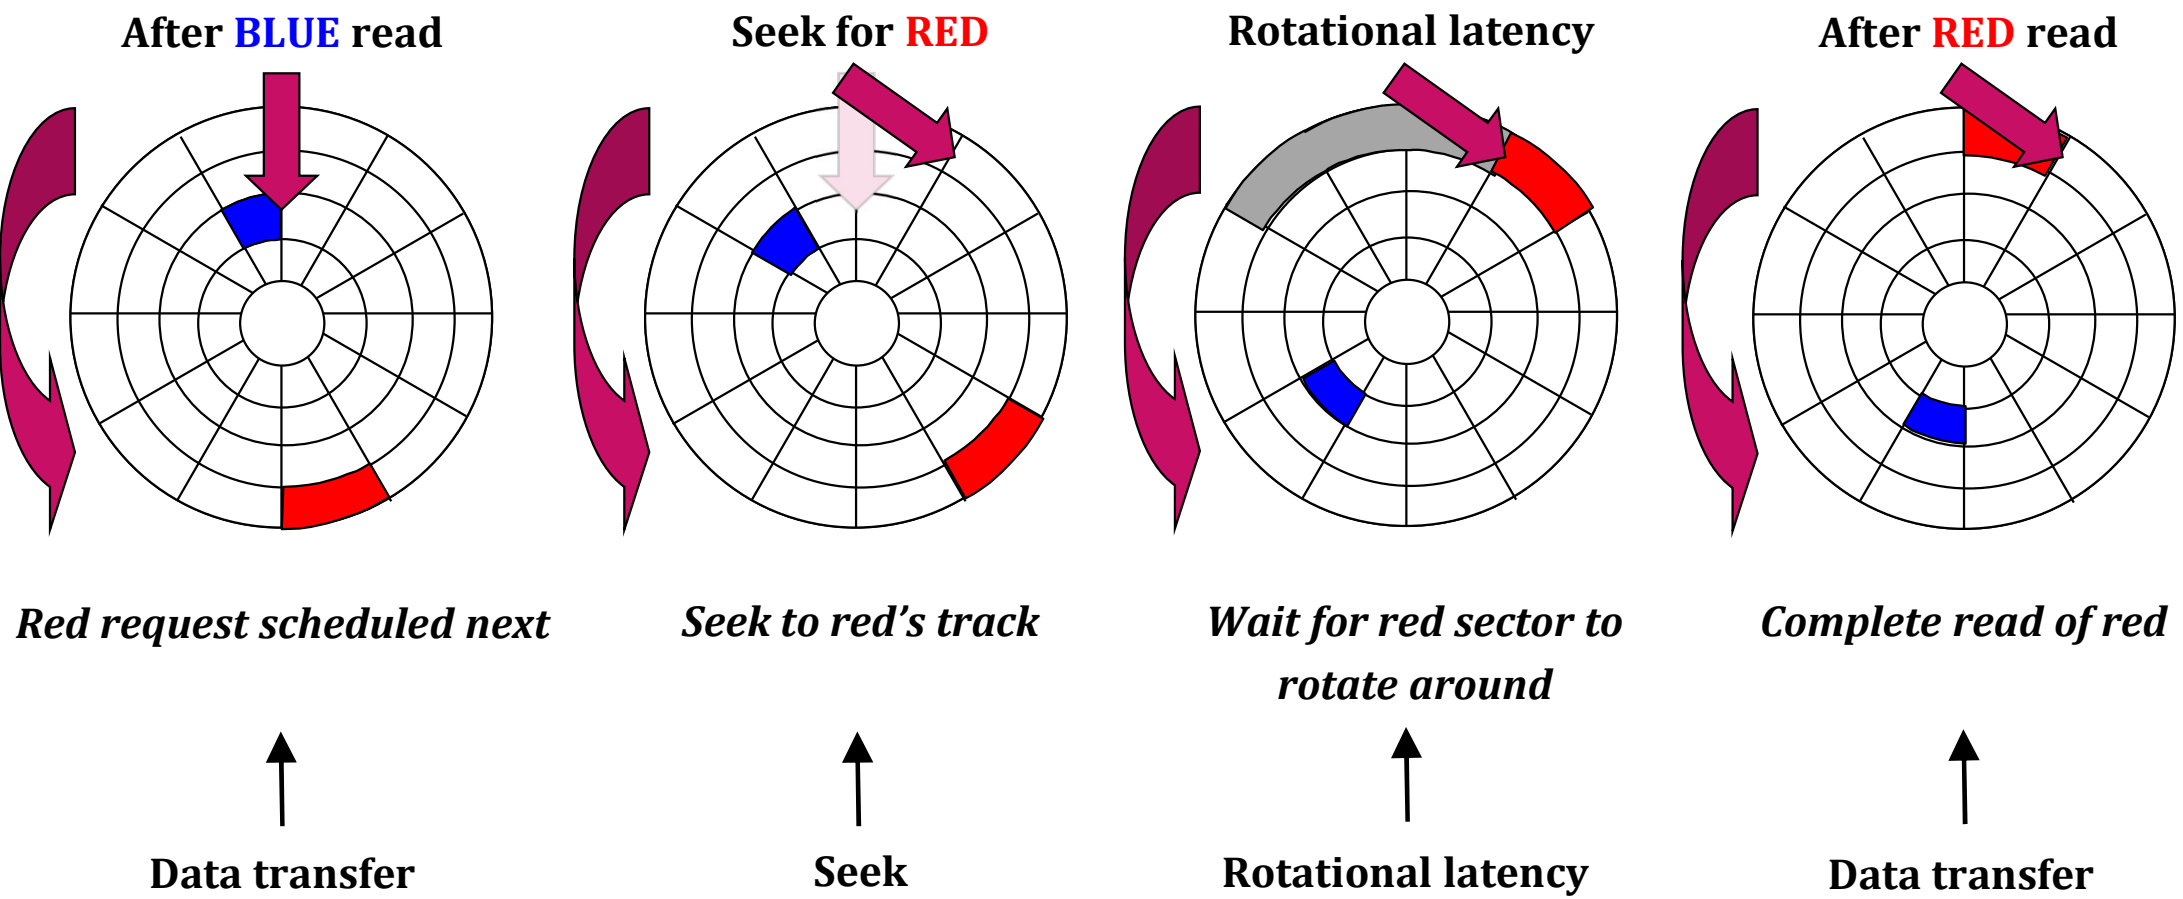 After BLUE read
Seek for RED
Rotational latency
After RED read
Red request scheduled next
Seek to red’s track
Wait for red sector to
rotate around
Complete read of red
Data transfer
Seek
Rotational latency
Data transfer